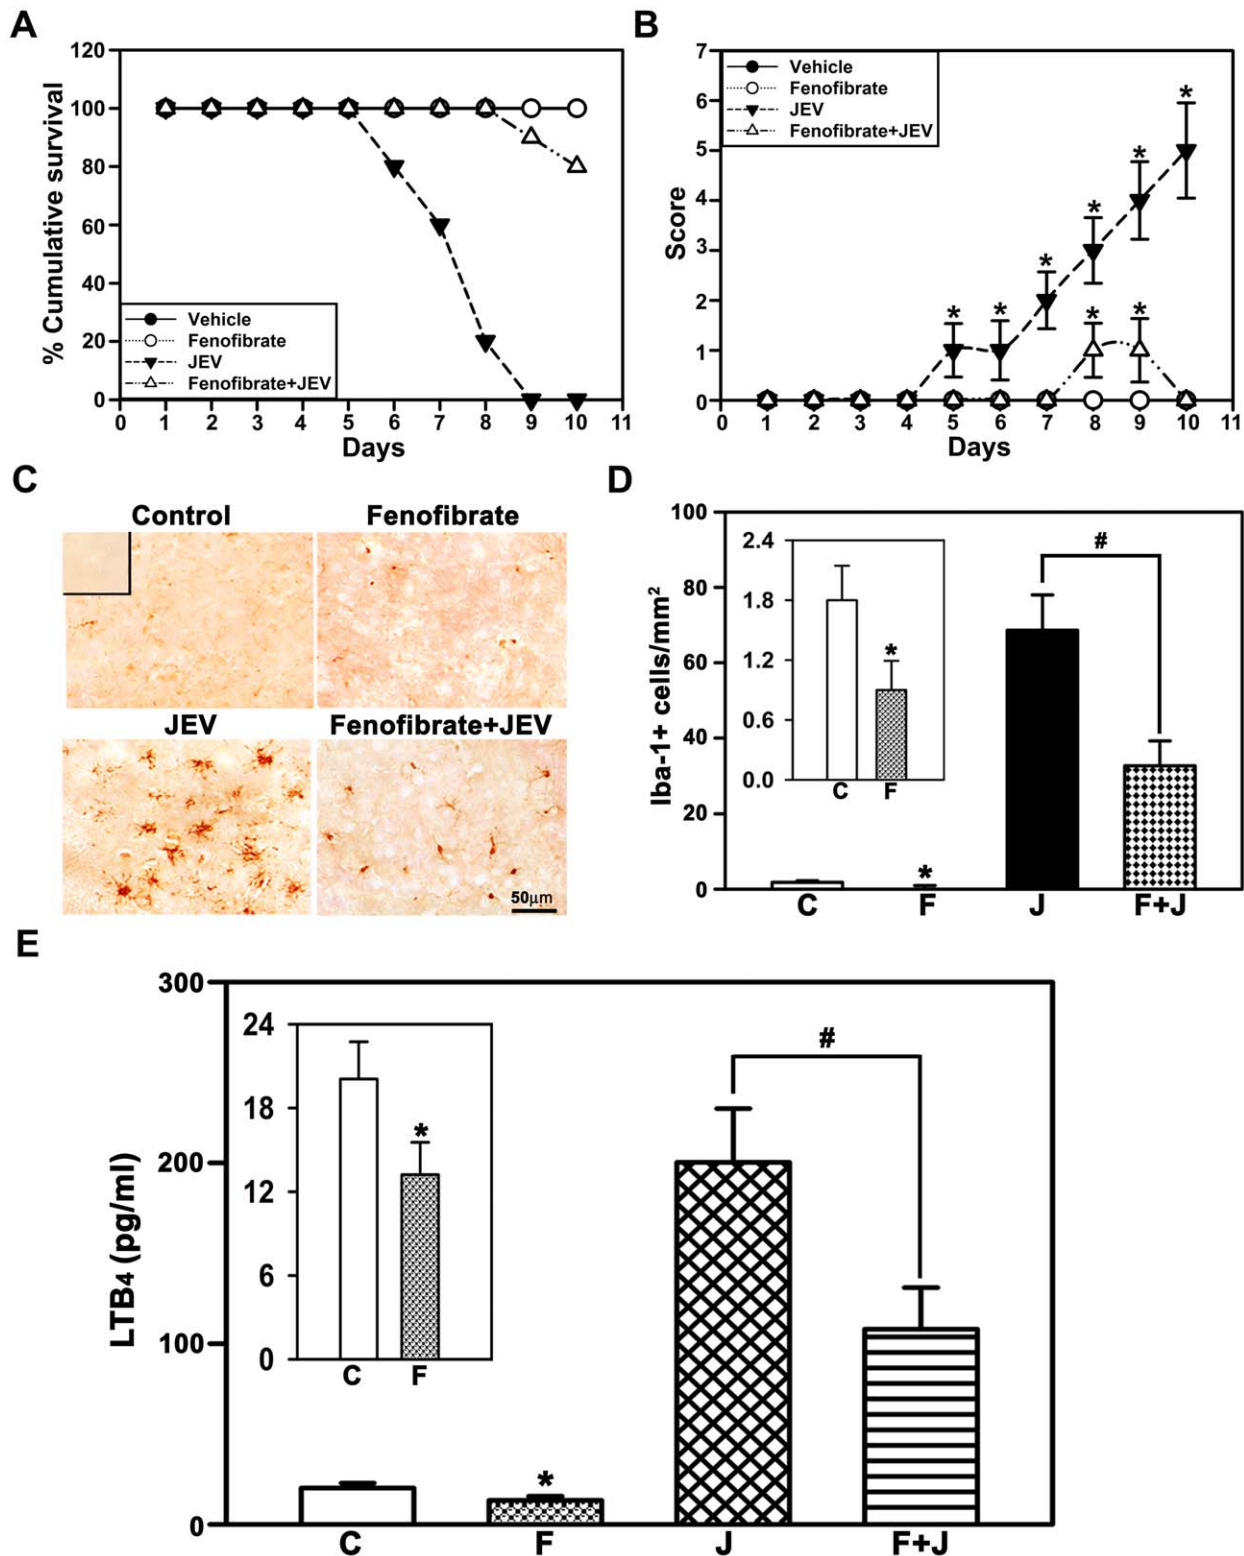 A
120
100
80
60
40
20
0
% Cumulative survival
Vehicle
Fenofibrate
JEV
Fenofibrate+JEV
0 1 2 3 4 5 6 7 8 9 10 11
Days
B
7
6
5
4
3
2
1
0
Score
Vehicle
Fenofibrate
JEV
Fenofibrate+JEV
* * * * * *
* *
0 1 2 3 4 5 6 7 8 9 10 11
Days
C
Control
Fenofibrate
JEV
Fenofibrate+JEV
50μm
D
100
80
60
40
20
0
Iba-1+ cells/mm²
2.4
1.8
1.2
0.6
0.0
*
C F
#
*
C F J F+J
E
300
200
100
0
LTB₄ (pg/ml)
24
18
12
6
0
*
C F
#
*
C F J F+J